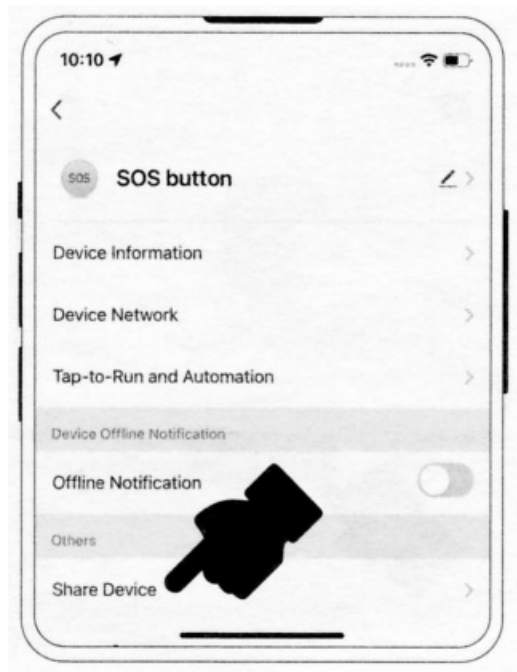 10:10
SOS SOS button
Device Information
Device Network
Tap-to-Run and Automation
Device Offline Notification
Offline Notification
Others
Share Device